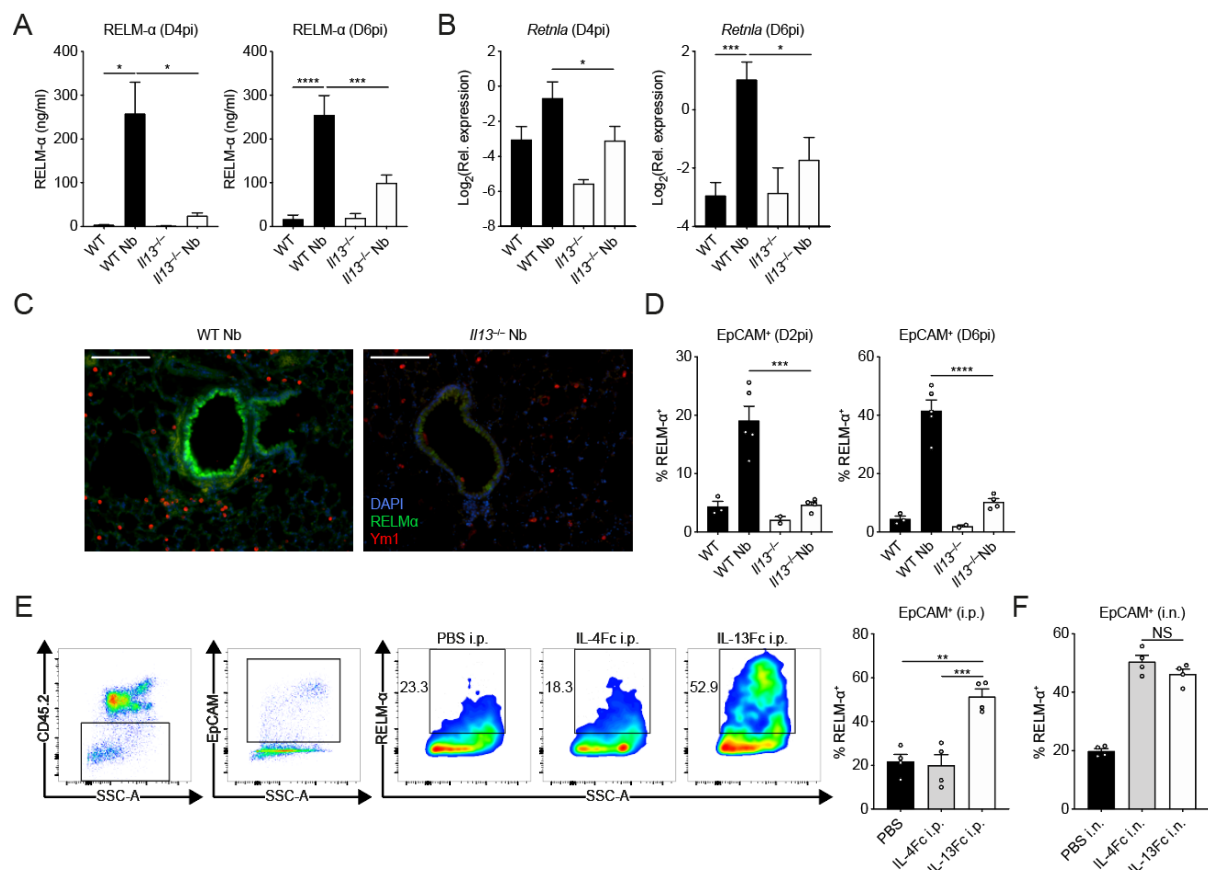 A
RELM-α (D4pi)
RELM-α (ng/ml)
400
300
200
100
0
* *
WT
WT Nb
Il13–/–
Il13–/– Nb
RELM-α (D6pi)
RELM-α (ng/ml)
400
300
200
100
0
**** ***
WT
WT Nb
Il13–/–
Il13–/– Nb
B
Retnla (D4pi)
Log2(Rel. expression)
2
0
-2
-4
-6
-8
*
WT
WT Nb
Il13–/–
Il13–/– Nb
Retnla (D6pi)
Log2(Rel. expression)
2
0
-2
-4
*** *
WT
WT Nb
Il13–/–
Il13–/– Nb
C
WT Nb
Il13–/– Nb
DAPI
RELMα
Ym1
D
EpCAM+ (D2pi)
% RELM-α+
30
20
10
0
***
WT
WT Nb
Il13–/–
Il13–/– Nb
EpCAM+ (D6pi)
% RELM-α+
60
40
20
0
****
WT
WT Nb
Il13–/–
Il13–/– Nb
E
CD45.2
SSC-A
EpCAM
SSC-A
PBS i.p. IL-4Fc i.p. IL-13Fc i.p.
RELM-α
23.3 18.3 52.9
SSC-A
EpCAM+ (i.p.)
% RELM-α+
80
60
40
20
0
**
***
PBS
IL-4Fc i.p.
IL-13Fc i.p.
F
EpCAM+ (i.n.)
% RELM-α+
60
40
20
0
NS
PBS i.n.
IL-4Fc i.n.
IL-13Fc i.n.